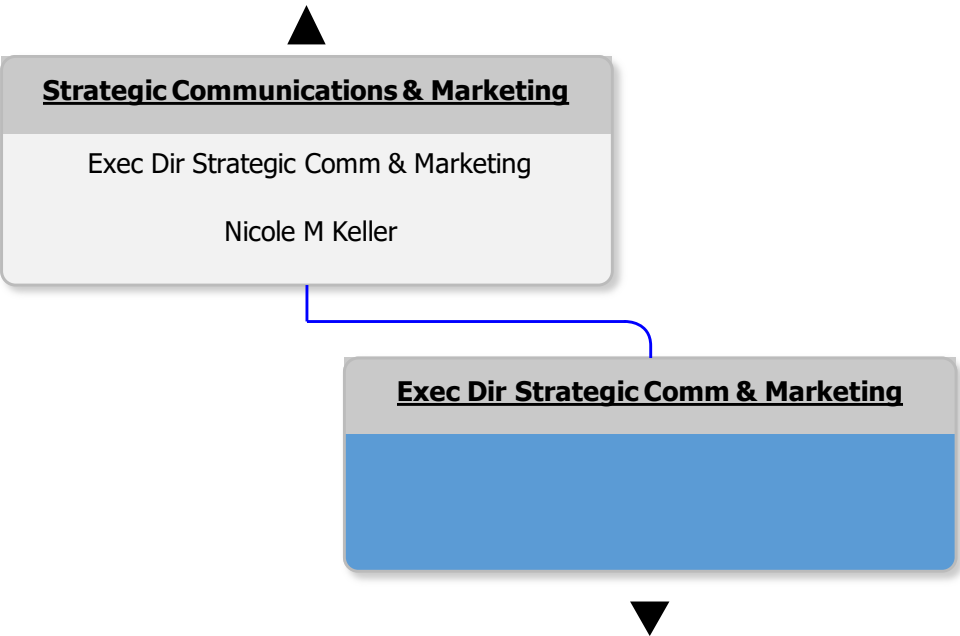 Strategic Communications & Marketing
Exec Dir Strategic Comm & Marketing
Nicole M Keller
Exec Dir Strategic Comm & Marketing